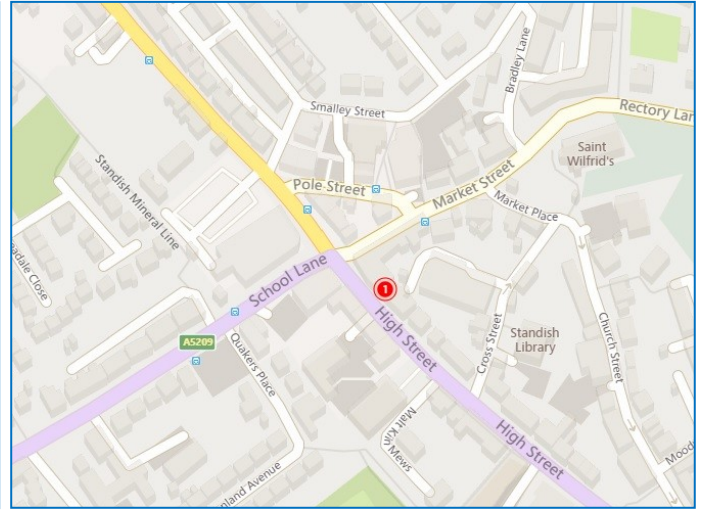 Smalley Street
Bradley Lane
Rectory Lan
Saint
Wilfrid's
Standish Mineral Line
Pole Street
Market Street
Market Place
School Lane
1
High Street
Cross Street
Standish
Library
Church Street
A5209
Quakers Place
Malt Kiln
Mews
High Street